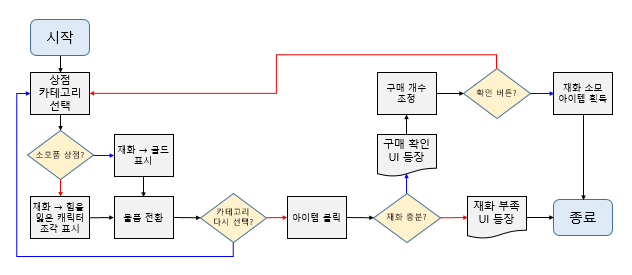 시작
상점
카테고리
선택
소모품 상점?
재화 → 골드
표시
재화 → 힘을
잃은 캐릭터
조각 표시
물품 전환
카테고리
다시 선택?
아이템 클릭
재화 충분?
구매 확인
UI 등장
구매 개수
조정
확인 버튼?
재화 소모
아이템 획득
재화 부족
UI 등장
종료